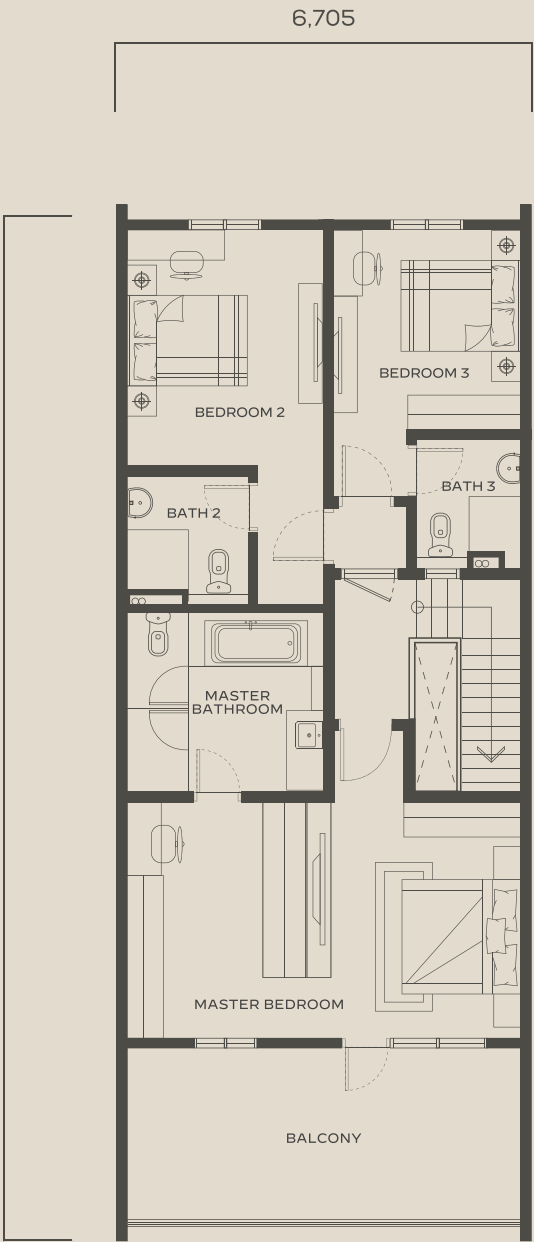 6,705
BEDROOM 3
BEDROOM 2
BATH 3
BATH 2
MASTER
BATHROOM
MASTER BEDROOM
BALCONY